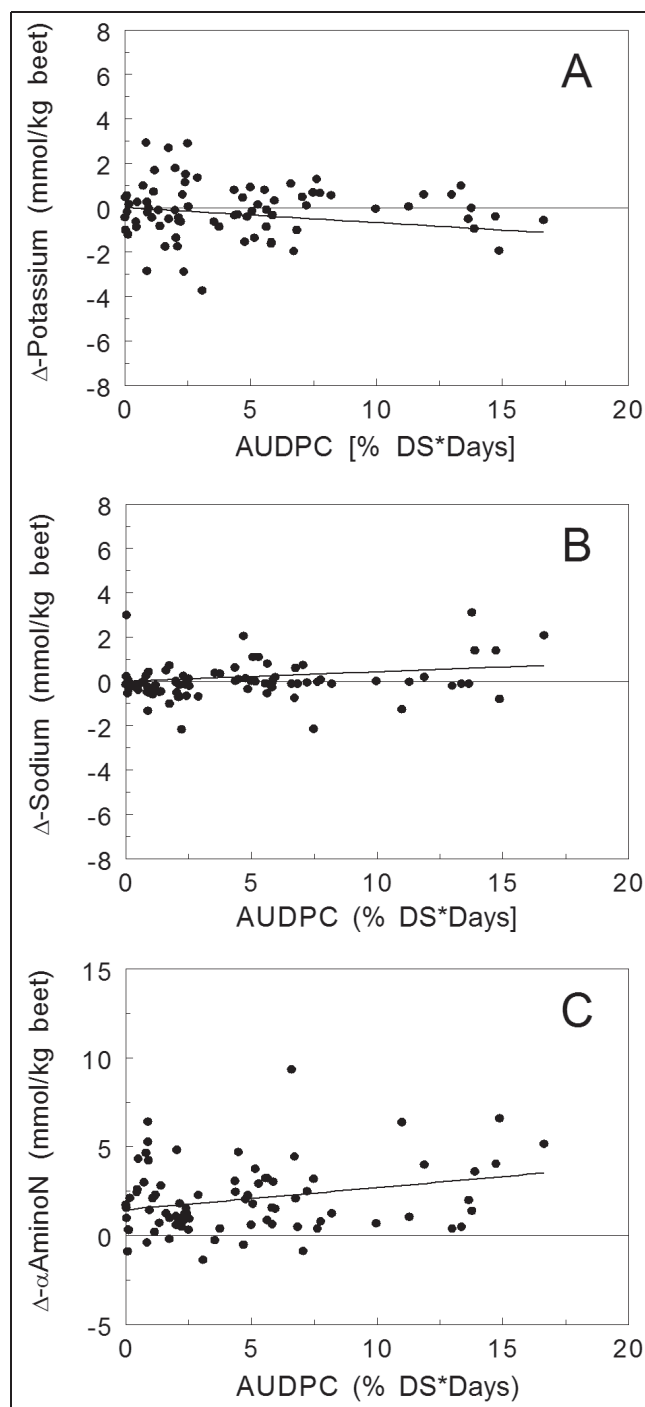 A
Δ-Potassium (mmol/kg beet)
8
6
4
2
0
-2
-4
-6
-8
0 5 10 15 20
AUDPC [% DS*Days]
B
Δ-Sodium (mmol/kg beet)
8
6
4
2
0
-2
-4
-6
-8
0 5 10 15 20
AUDPC (% DS*Days]
C
Δ-αAminoN (mmol/kg beet)
15
10
5
0
-5
0 5 10 15 20
AUDPC (% DS*Days)